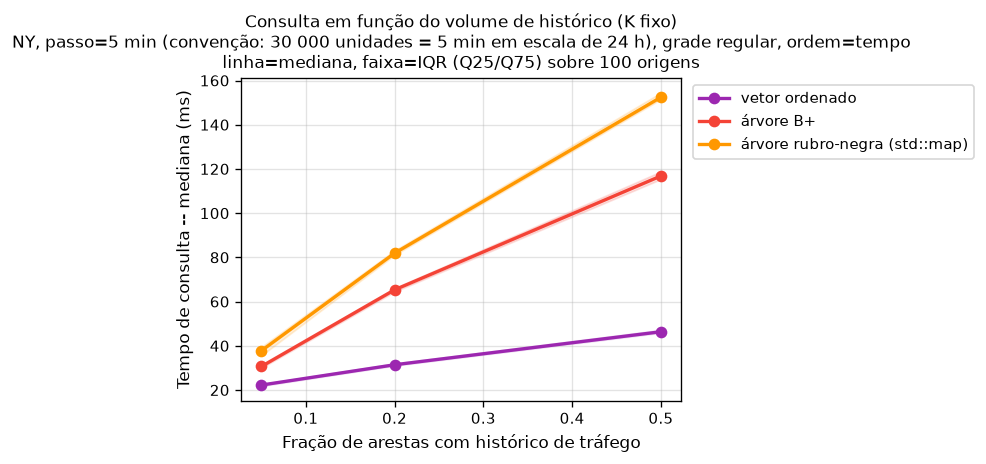 Consulta em função do volume de histórico (K fixo)
NY, passo=5 min (convenção: 30 000 unidades = 5 min em escala de 24 h), grade regular, ordem=tempo
linha=mediana, faixa=IQR (Q25/Q75) sobre 100 origens
Tempo de consulta -- mediana (ms)
160
140
120
100
80
60
40
20
0.1
0.2
0.3
0.4
0.5
Fração de arestas com histórico de tráfego
vetor ordenado
árvore B+
árvore rubro-negra (std::map)